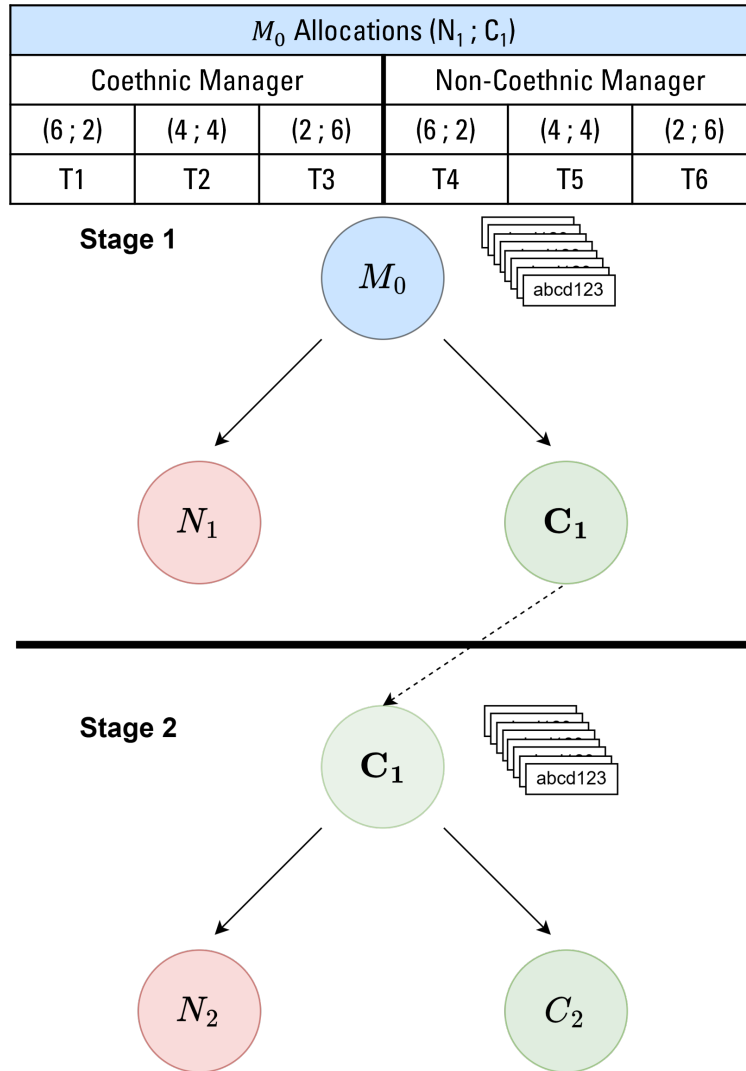 M₀ Allocations (N₁ ; C₁)
Coethnic Manager Non-Coethnic Manager
(6 ; 2) (4 ; 4) (2 ; 6) (6 ; 2) (4 ; 4) (2 ; 6)
T1 T2 T3 T4 T5 T6
Stage 1
M₀
abcd123
N₁ C₁
Stage 2
C₁
abcd123
N₂ C₂